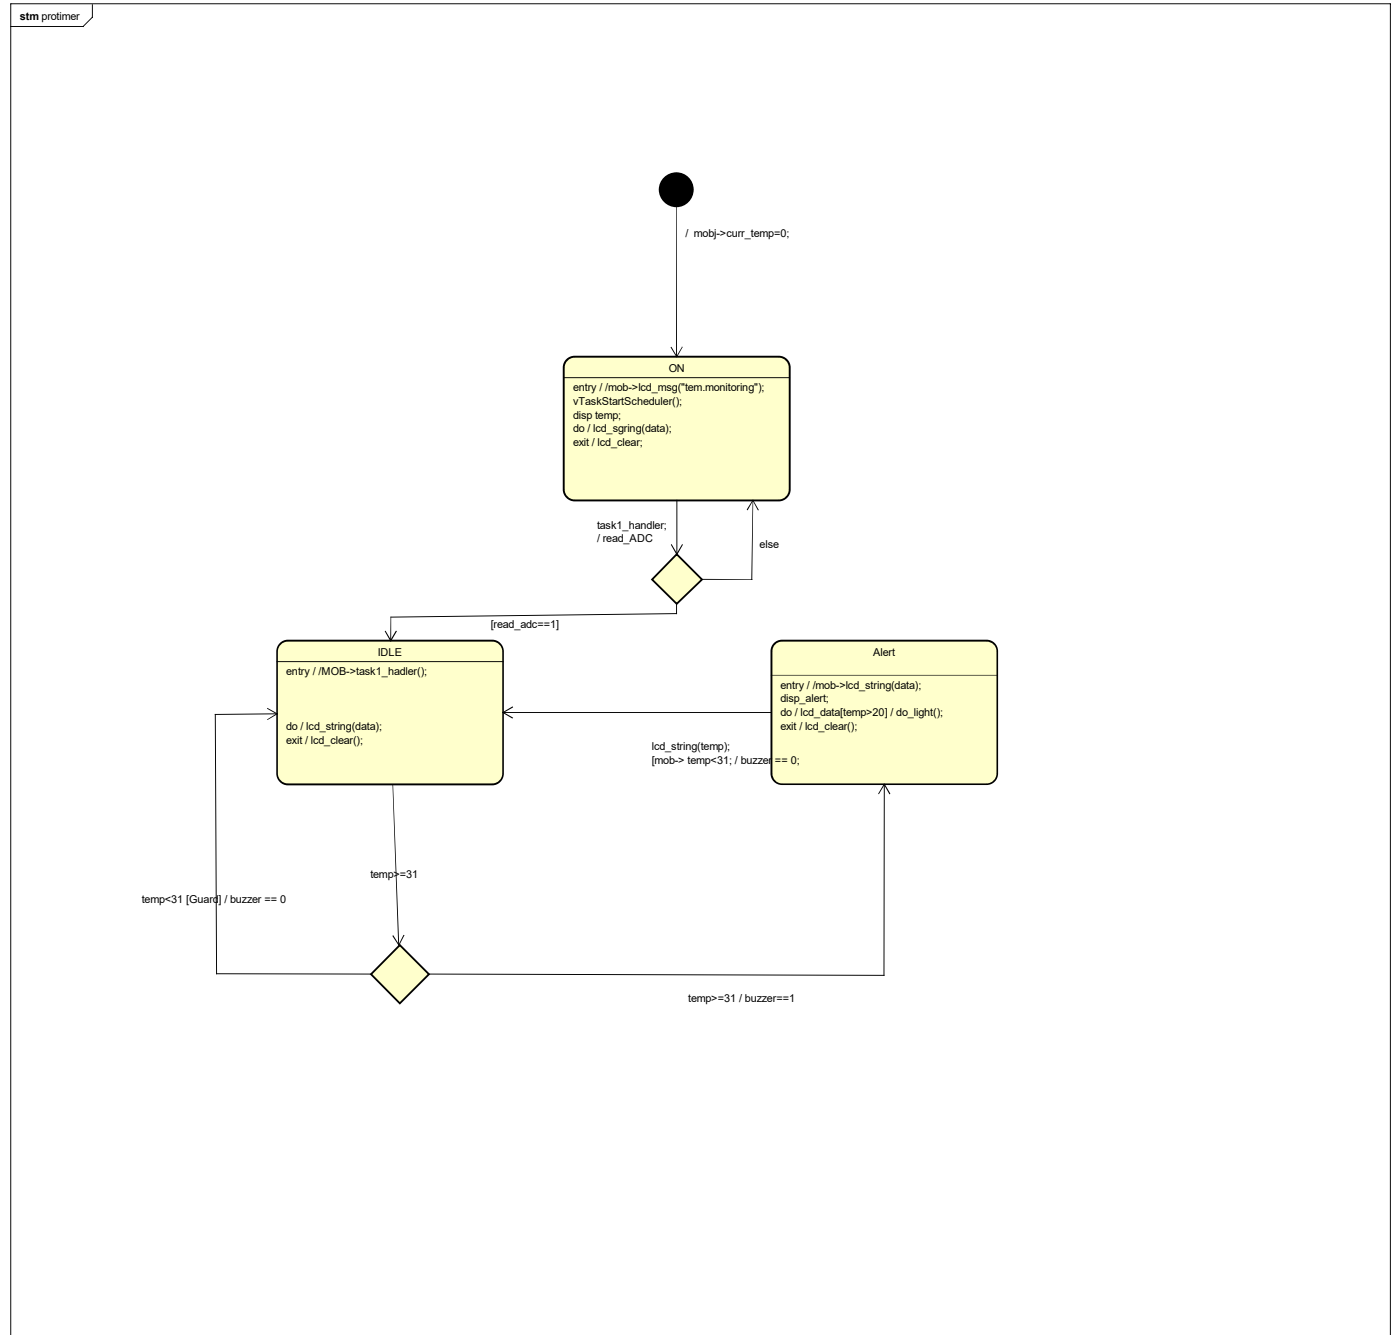 stm protimer
/ mobj->curr_temp=0;
ON
entry / /mob->lcd_msg("tem.monitoring");
vTaskStartScheduler();
disp temp;
do / lcd_sgring(data);
exit / lcd_clear;
task1_handler;
/ read_ADC
else
[read_adc==1]
IDLE
entry / /MOB->task1_hadler();
do / lcd_string(data);
exit / lcd_clear();
Alert
entry / /mob->lcd_string(data);
disp_alert;
do / lcd_data[temp>20] / do_light();
exit / lcd_clear();
lcd_string(temp);
[mob-> temp<31; / buzzer == 0;
temp>=31
temp<31 [Guard] / buzzer == 0
temp>=31 / buzzer==1